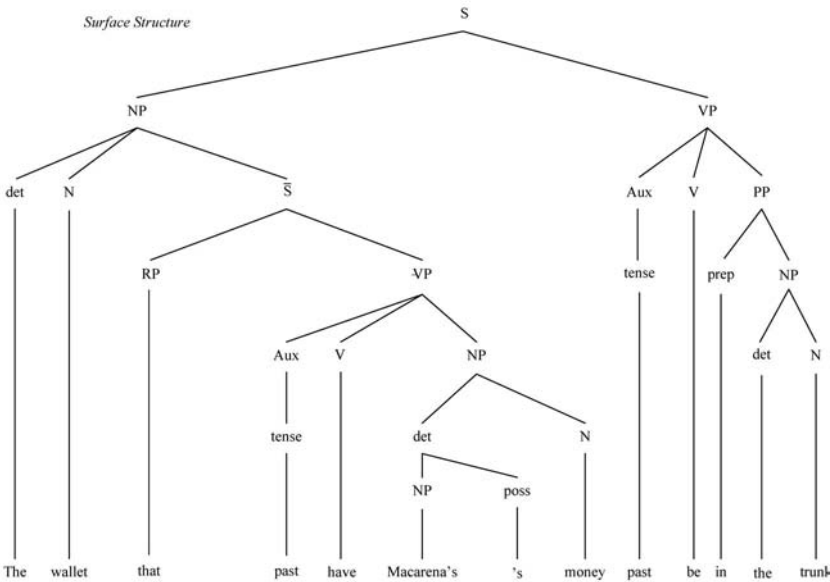 Surface Structure
S
NP VP
det N S̅ Aux V PP
RP VP tense prep NP
Aux V NP det N
tense det N
NP poss
The wallet that past have Macarena's 's money past be in the trunk